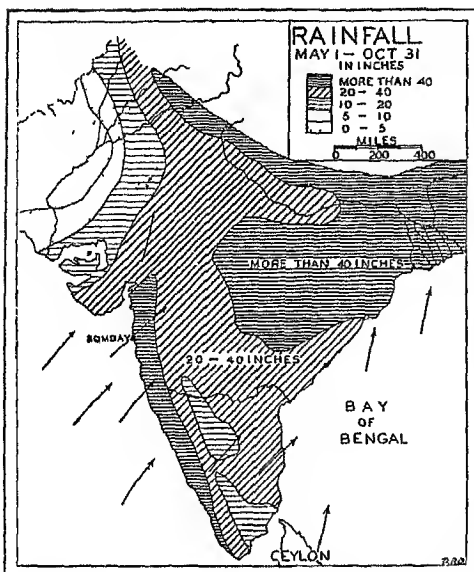 RAINFALL
MAY 1 – OCT 31
IN INCHES
MORE THAN 40
20 – 40
10 – 20
5 – 10
0 – 5
MILES
0 200 400
MORE THAN 40 INCHES
BOMBAY
20 – 40 INCHES
BAY
OF
BENGAL
CEYLON